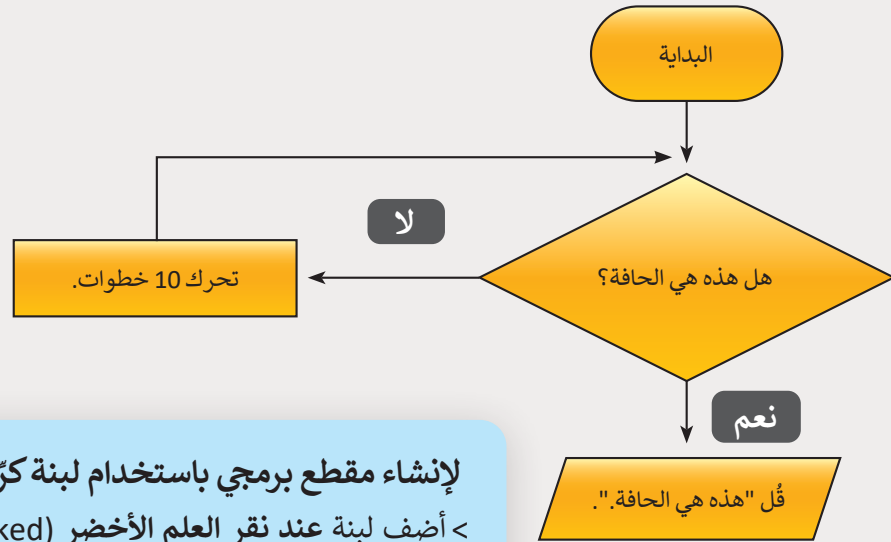 البداية
هل هذه هي الحافة؟
لا
تحرك 10 خطوات.
نعم
قُل "هذه هي الحافة.".
لإنشاء مقطع برمجي باستخدام لبنة
> أضف لبنة عند نقر العلم الأخضر